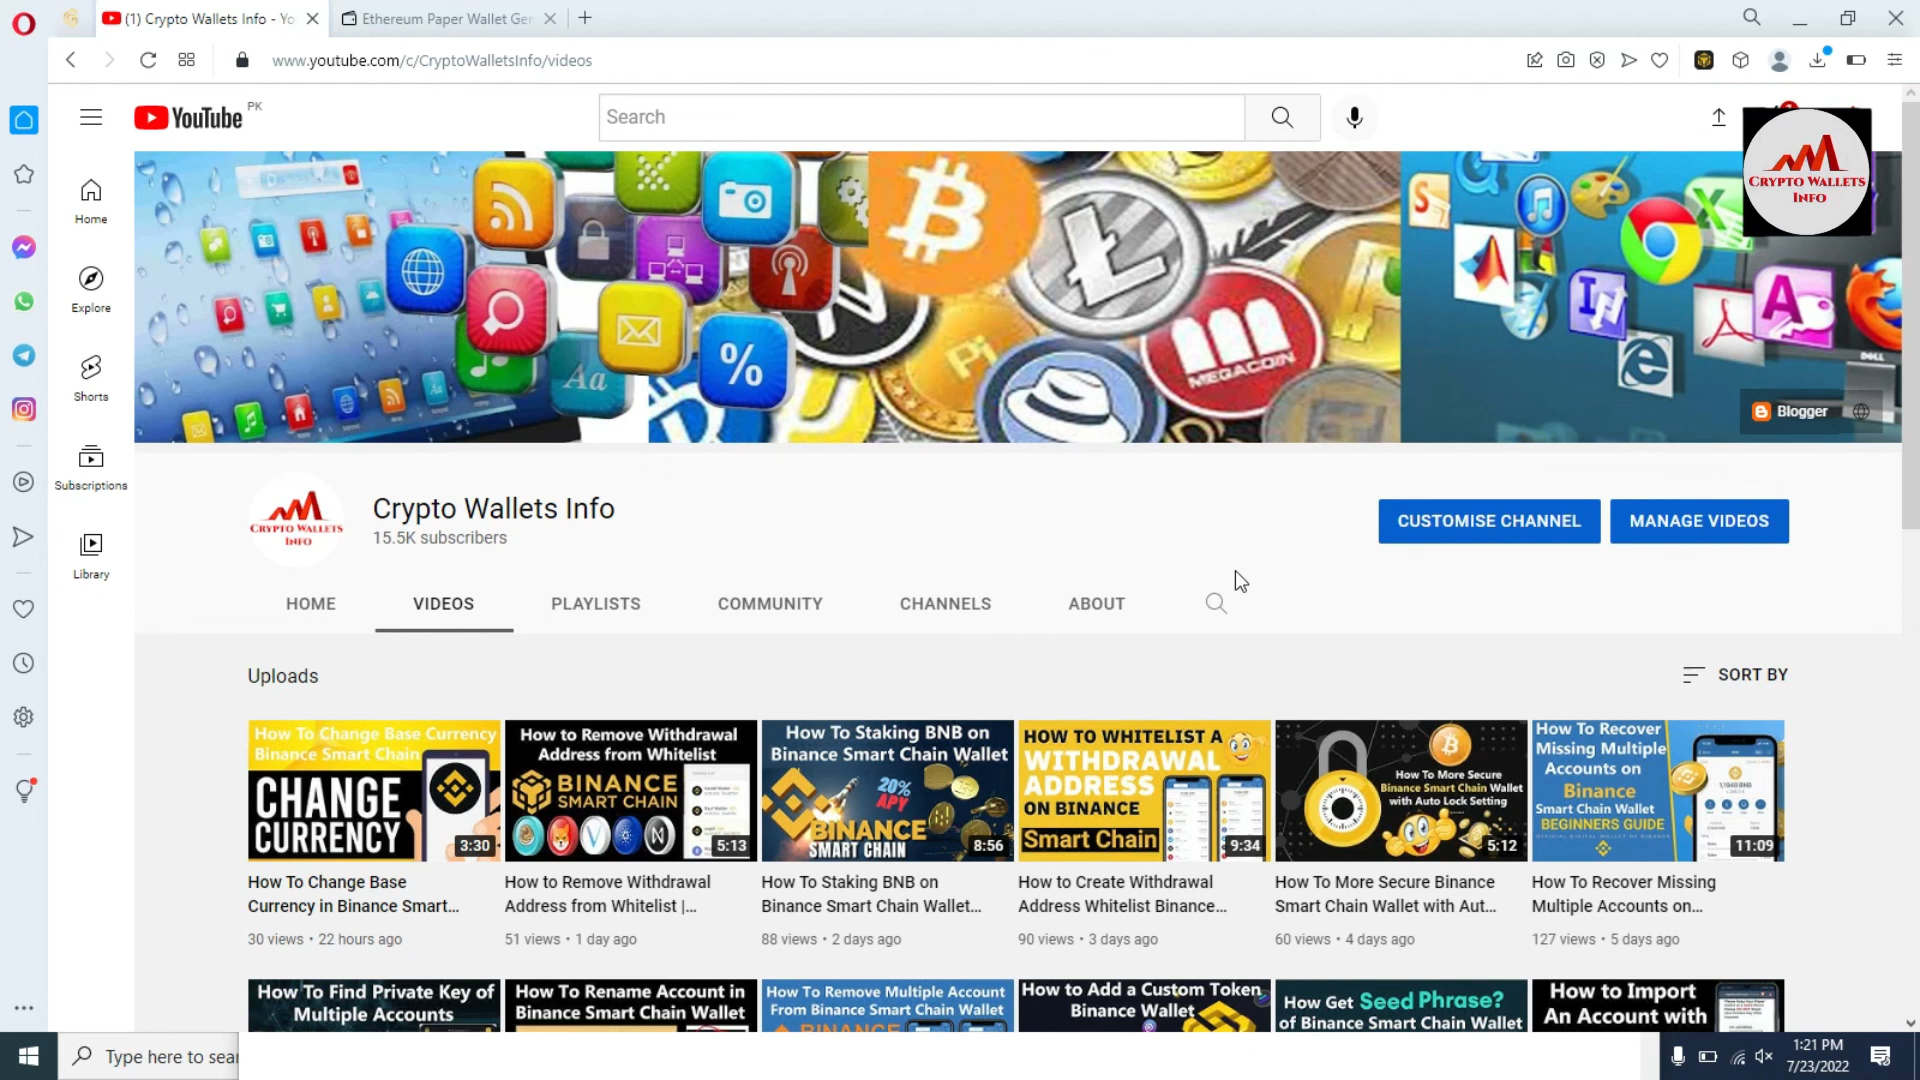 (1) Crypto Wallets Info - Yo
Ethereum Paper Wallet Ger
www.youtube.com/c/CryptoWalletsInfo/videos
YouTube PK
Search
CRYPTO WALLETS
INFO
Home
Explore
Shorts
Subscriptions
Library
MEGACOIN
Aa
%
DELL
Blogger
CRYPTO WALLETS
INFO
Crypto Wallets Info
15.5K subscribers
CUSTOMISE CHANNEL
MANAGE VIDEOS
HOME
VIDEOS
PLAYLISTS
COMMUNITY
CHANNELS
ABOUT
Uploads
SORT BY
How To Change Base Currency
Binance Smart Chain
CHANGE
CURRENCY
3:30
How To Change Base
Currency in Binance Smart...
30 views • 22 hours ago
How to Remove Withdrawal
Address from Whitelist
BINANCE
SMART CHAIN
5:13
How to Remove Withdrawal
Address from Whitelist |...
51 views • 1 day ago
How To Staking BNB on
Binance Smart Chain Wallet
20%
APY
BINANCE
SMART CHAIN
8:56
How To Staking BNB on
Binance Smart Chain Wallet...
88 views • 2 days ago
HOW TO WHITELIST A
WITHDRAWAL
ADDRESS
ON BINANCE
Smart Chain
9:34
How to Create Withdrawal
Address Whitelist Binance...
90 views • 3 days ago
How To More Secure
Binance Smart Chain Wallet
with Auto Lock Setting
5:12
How To More Secure Binance
Smart Chain Wallet with Aut...
60 views • 4 days ago
How To Recover
Missing Multiple
Accounts on
Binance
Smart Chain Wallet
BEGINNERS GUIDE
11:09
How To Recover Missing
Multiple Accounts on...
127 views • 5 days ago
How To Find Private Key of
Multiple Accounts
How To Rename Account in
Binance Smart Chain Wallet
How To Remove Multiple Account
From Binance Smart Chain Wallet
BINANCE
How to Add a Custom Token
Binance Wallet
How Get Seed Phrase?
of Binance Smart Chain Wallet
How to Import
An Account with
Type here to sear
1:21 PM
7/23/2022